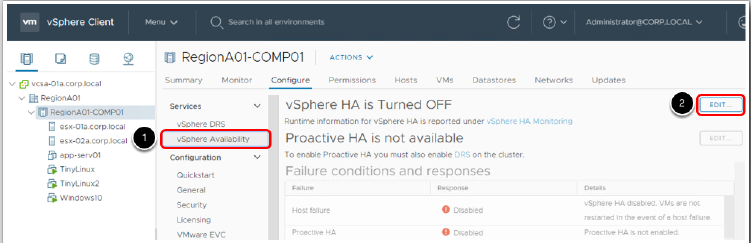 vm vSphere Client Menu Search in all environments Administrator@CORP.LOCAL
vcsa-01a.corp.local
RegionA01
RegionA01-COMP01
esx-01a.corp.local
esx-02a.corp.local
app-serv01
TinyLinux
TinyLinux2
Windows10
RegionA01-COMP01 ACTIONS
Summary Monitor Configure Permissions Hosts VMs Datastores Networks Updates
Services
vSphere DRS
1 vSphere Availability
Configuration
Quickstart
General
Security
Licensing
VMware EVC
vSphere HA is Turned OFF 2 EDIT...
Runtime information for vSphere HA is reported under vSphere HA Monitoring
Proactive HA is not available EDIT...
To enable Proactive HA you must also enable DRS on the cluster.
Failure conditions and responses
Failure Response Details
Host failure Disabled vSphere HA disabled. VMs are not
restarted in the event of a host failure.
Proactive HA Disabled Proactive HA is not enabled.